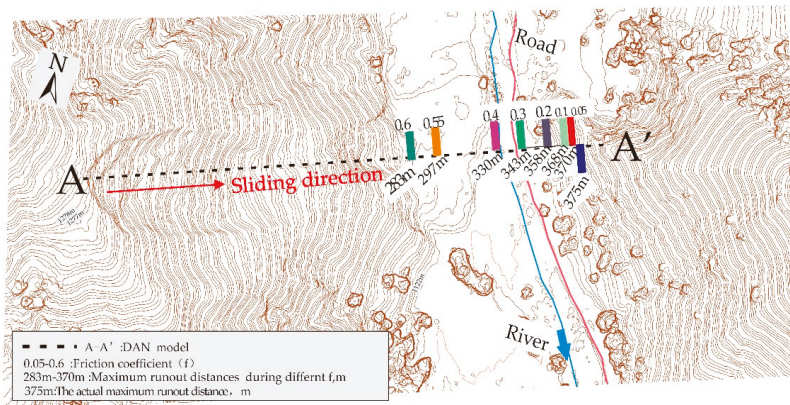 N
Road
0.6
0.55
0.4
0.3
0.2
0.1
0.05
A
A′
283m
297m
330m
343m
358m
368m
370m
375m
Sliding direction
1122m
River
A-A′ :DAN model
0.05-0.6 :Friction coefficient（f）
283m-370m :Maximum runout distances during differnt f,m
375m:The actual maximum runout distance，m